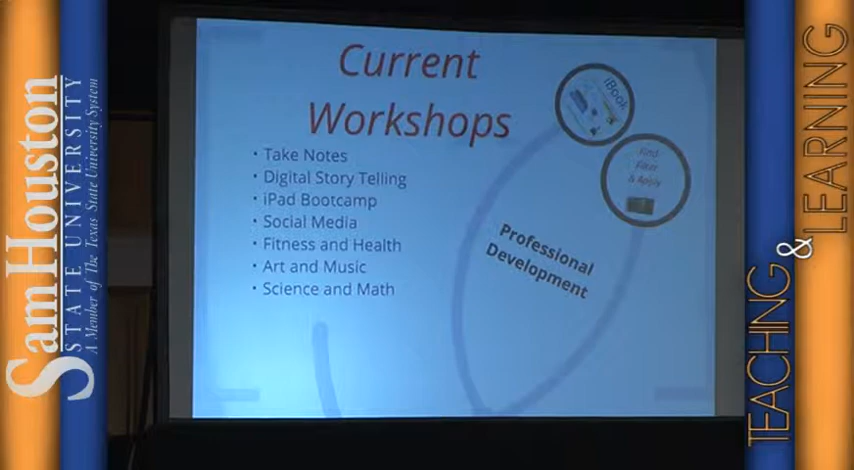 Sam Houston
STATE UNIVERSITY
A Member of The Texas State University System
Current
Workshops
• Take Notes
• Digital Story Telling
• iPad Bootcamp
• Social Media
• Fitness and Health
• Art and Music
• Science and Math
iBook
Find
Filter
& Apply
Professional
Development
TEACHING
& LEARNING